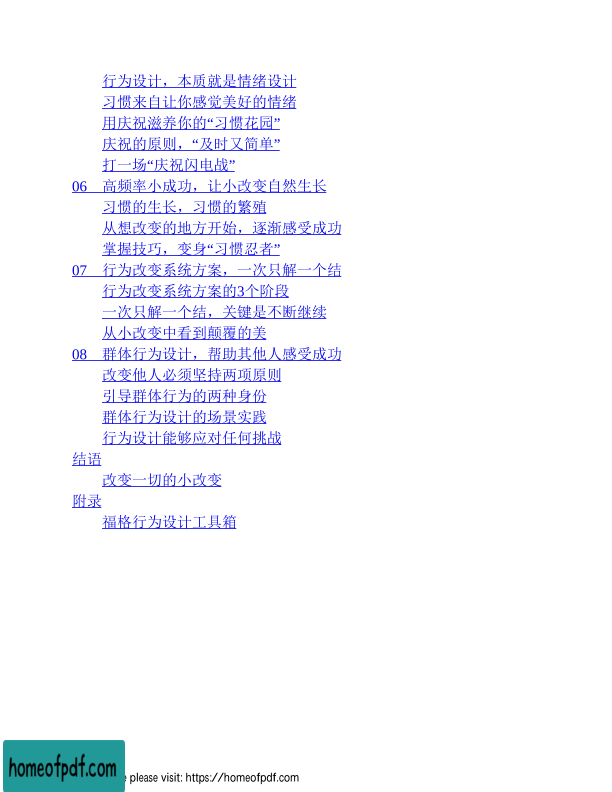 行为设计，本质就是情绪设计
习惯来自让你感觉美好的情绪
用庆祝滋养你的“习惯花园”
庆祝的原则，“及时又简单”
打一场“庆祝闪电战”
06 高频率小成功，让小改变自然生长
习惯的生长，习惯的繁殖
从想改变的地方开始，逐渐感受成功
掌握技巧，变身“习惯忍者”
07 行为改变系统方案，一次只解一个结
行为改变系统方案的3个阶段
一次只解一个结，关键是不断继续
从小改变中看到颠覆的美
08 群体行为设计，帮助其他人感受成功
改变他人必须坚持两项原则
引导群体行为的两种身份
群体行为设计的场景实践
行为设计能够应对任何挑战
结语
改变一切的小改变
附录
福格行为设计工具箱
homeofpdf.com
please visit: https://homeofpdf.com